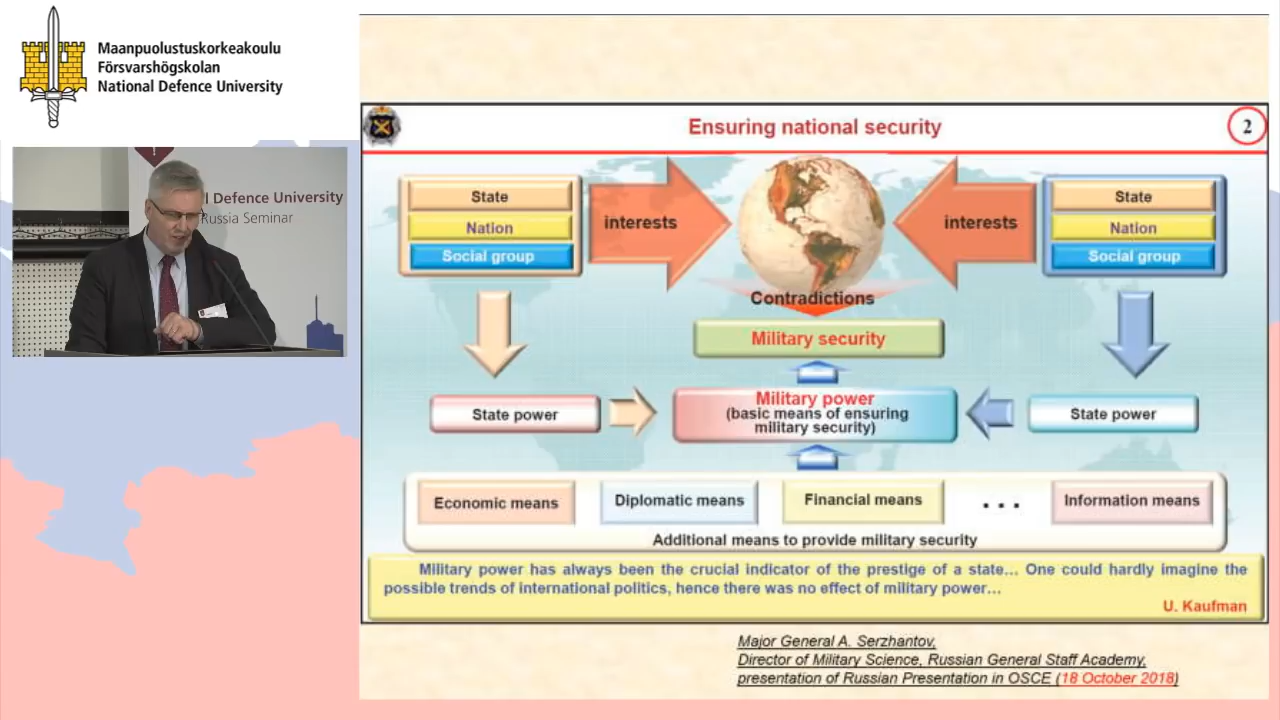 Maanpuolustuskorkeakoulu
Försvarshögskolan
National Defence University
Defence University
Russia Seminar
Ensuring national security
2
State
Nation
Social group
interests
interests
State
Nation
Social group
Contradictions
Military security
State power
Military power
(basic means of ensuring
military security)
State power
Economic means
Diplomatic means
Financial means
...
Information means
Additional means to provide military security
Military power has always been the crucial indicator of the prestige of a state... One could hardly imagine the
possible trends of international politics, hence there was no effect of military power...
U. Kaufman
Major General A. Serzhantov,
Director of Military Science, Russian General Staff Academy,
presentation of Russian Presentation in OSCE (18 October 2018)